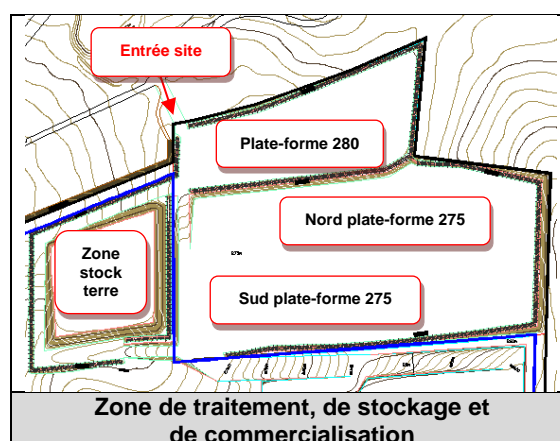 Entrée site
Plate-forme 280
Nord plate-forme 275
Zone
stock
terre
Sud plate-forme 275
Zone de traitement, de stockage et
de commercialisation